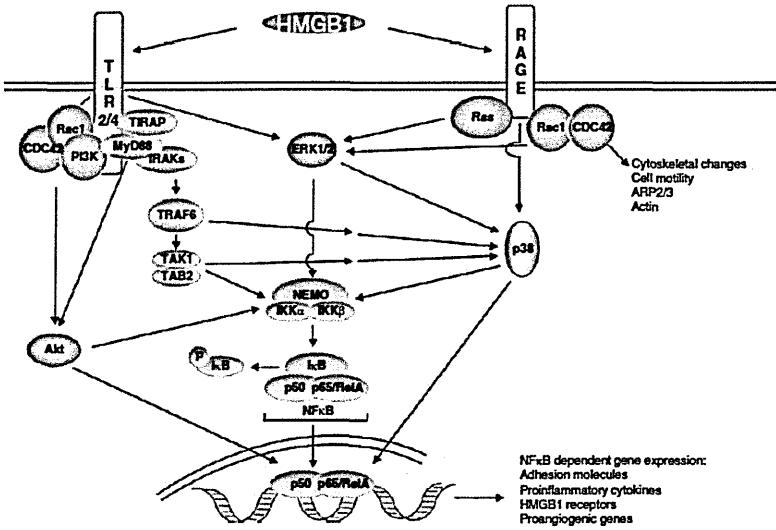 HMGB1
TLR
2/4
RAGE
Rac1
TIRAP
CDC42
PI3K
MyD88
IRAKs
ERK1/2
Ras
Rac1
CDC42
Cytoskeletal changes
Cell motility
ARP2/3
Actin
TRAF6
p38
TAK1
TAB2
NEMO
IKKα
IKKβ
Akt
P
IκB
IκB
p50
p65/RelA
NFκB
p50
p65/RelA
NFκB dependent gene expression:
Adhesion molecules
Proinflammatory cytokines
HMGB1 receptors
Proangiogenic genes